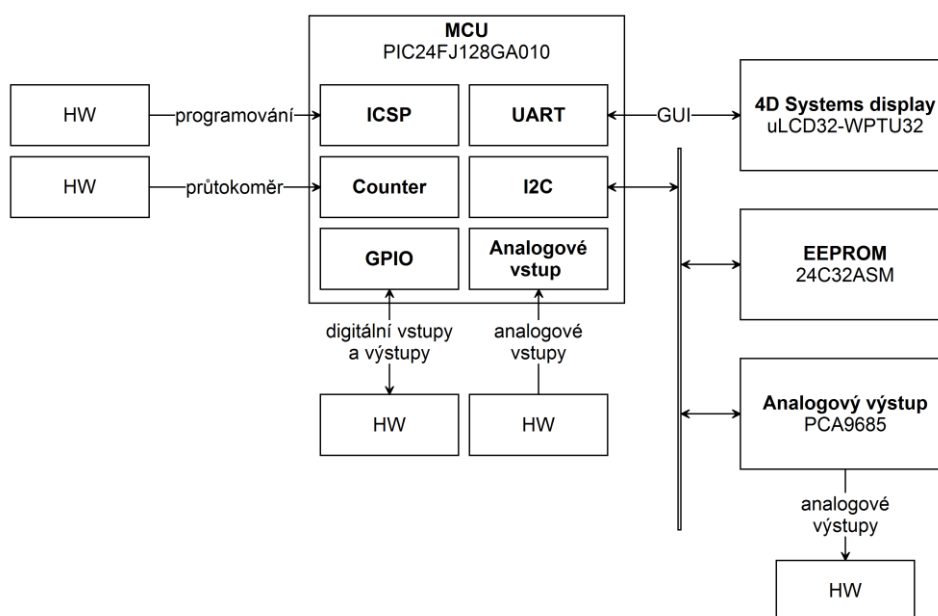 MCU
PIC24FJ128GA010
HW
programování
ICSP
UART
GUI
4D Systems display
uLCD32-WPTU32
HW
průtokoměr
Counter
I2C
GPIO
Analogové
vstup
EEPROM
24C32ASM
digitální vstupy
a výstupy
analogové
vstupy
HW
HW
Analogový výstup
PCA9685
analogové
výstupy
HW